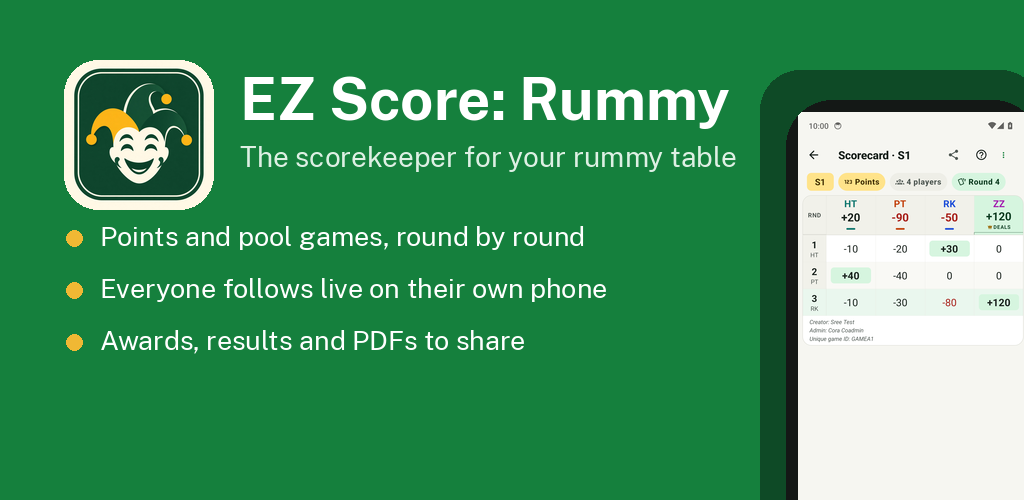 EZ Score: Rummy
The scorekeeper for your rummy table
Points and pool games, round by round
Everyone follows live on their own phone
Awards, results and PDFs to share
10:00
Scorecard · S1
S1 123 Points 4 players Round 4
RND HT PT RK ZZ
+20 -90 -50 +120
DEALS
1 -10 -20 +30 0
HT
2 +40 -40 0 0
PT
3 -10 -30 -80 +120
RK
Creator: Sree Test
Admin: Cora Coadmin
Unique game ID: GAMEA1